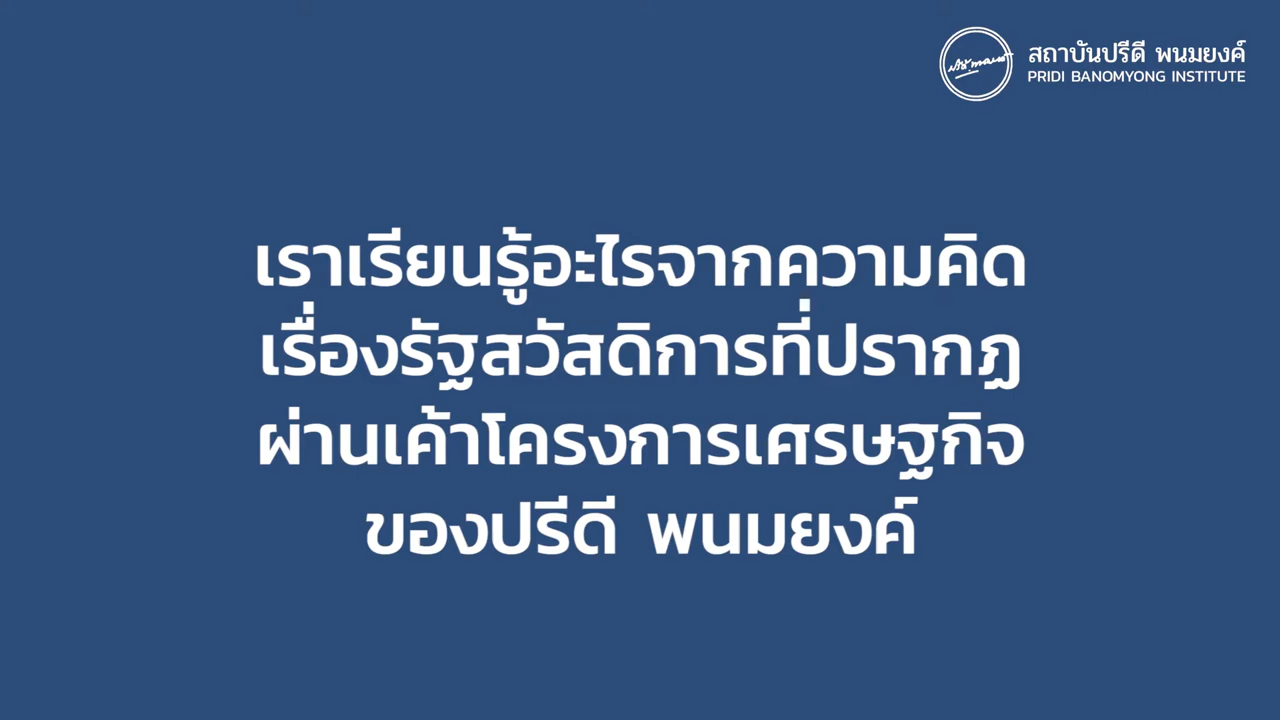 สถาบันปรีดี พนมยงค์
PRIDI BANOMYONG INSTITUTE
เราเรียนรู้อะไรจากความคิด
เรื่องรัฐสวัสดิการที่ปรากฏ
ผ่านเค้าโครงการเศรษฐกิจ
ของปรีดี พนมยงค์